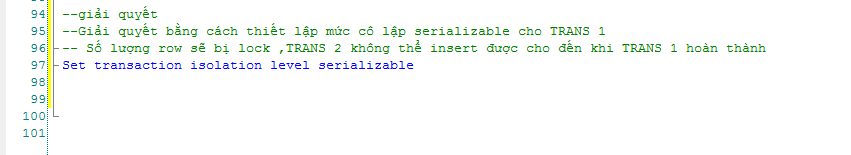 94 --giải quyết
95 --Giải quyết bằng cách thiết lập mức cô lập serializable cho TRANS 1
96 --- Số lượng row sẽ bị lock ,TRANS 2 không thể insert được cho đến khi TRANS 1 hoàn thành
97 Set transaction isolation level serializable
98
99
100
101